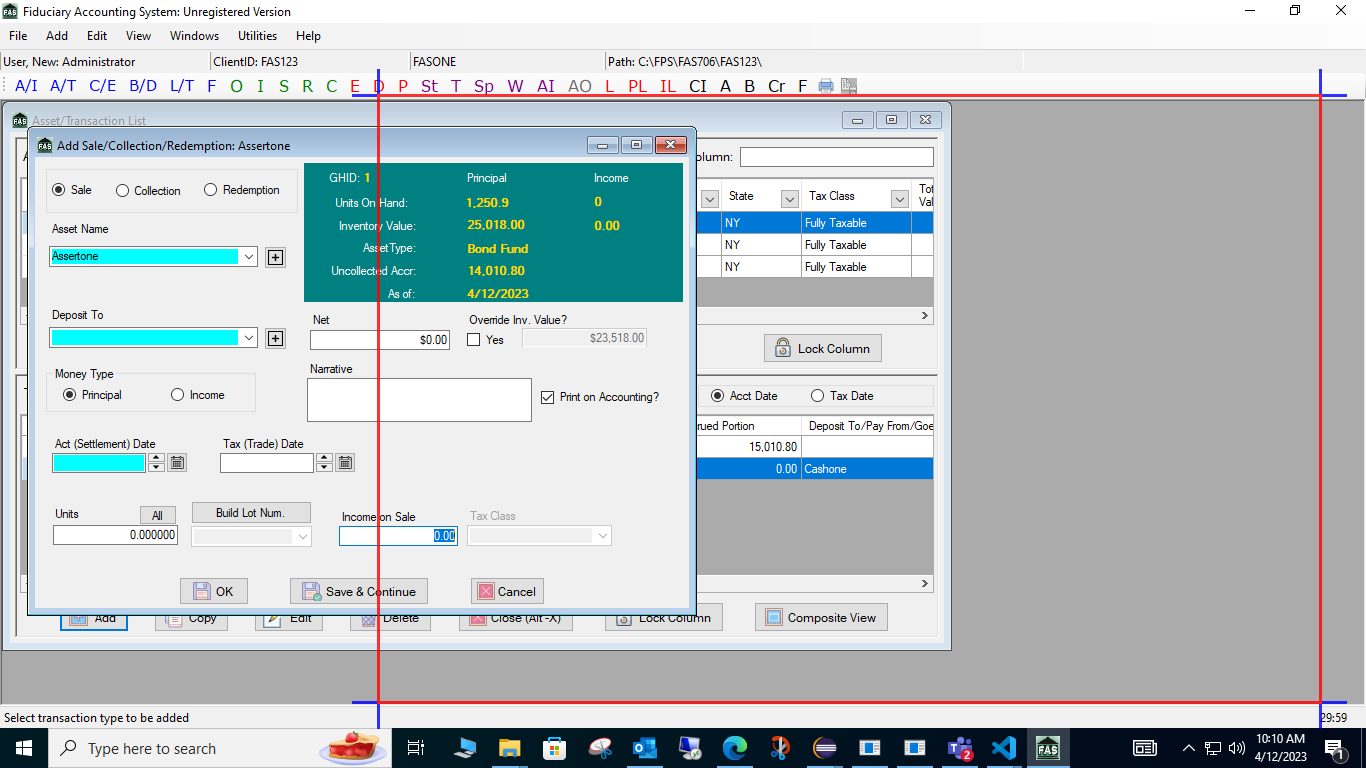 FAS Fiduciary Accounting System: Unregistered Version
File Add Edit View Windows Utilities Help
User, New: Administrator ClientID: FAS123 FASONE Path: C:\FPS\FAS706\FAS123\
A/I A/T C/E B/D L/T F O I S R C E D P St T Sp W AI AO L PL IL CI A B Cr F
FAS Asset/Transaction List
FAS Add Sale/Collection/Redemption: Assertone
olumn:
Sale Collection Redemption
GHID: 1 Principal Income
Units On Hand: 1,250.9 0
Inventory Value: 25,018.00 0.00
AssetType: Bond Fund
Uncollected Accr: 14,010.80
As of: 4/12/2023
State Tax Class Tot Val
NY Fully Taxable
NY Fully Taxable
NY Fully Taxable
Asset Name
Assertone
Deposit To
Net Override Inv. Value?
$0.00 Yes $23,518.00
Lock Column
Money Type
Principal Income
Narrative
Print on Accounting?
Acct Date Tax Date
rued Portion Deposit To/Pay From/Goe
15,010.80
0.00 Cashone
Act (Settlement) Date Tax (Trade) Date
Units All Build Lot Num. Income on Sale Tax Class
0.000000 0.00
OK Save & Continue Cancel
Add Copy Edit Delete Close (Alt-X) Lock Column Composite View
Select transaction type to be added 29:59
Type here to search
2
FAS
10:10 AM
4/12/2023
1